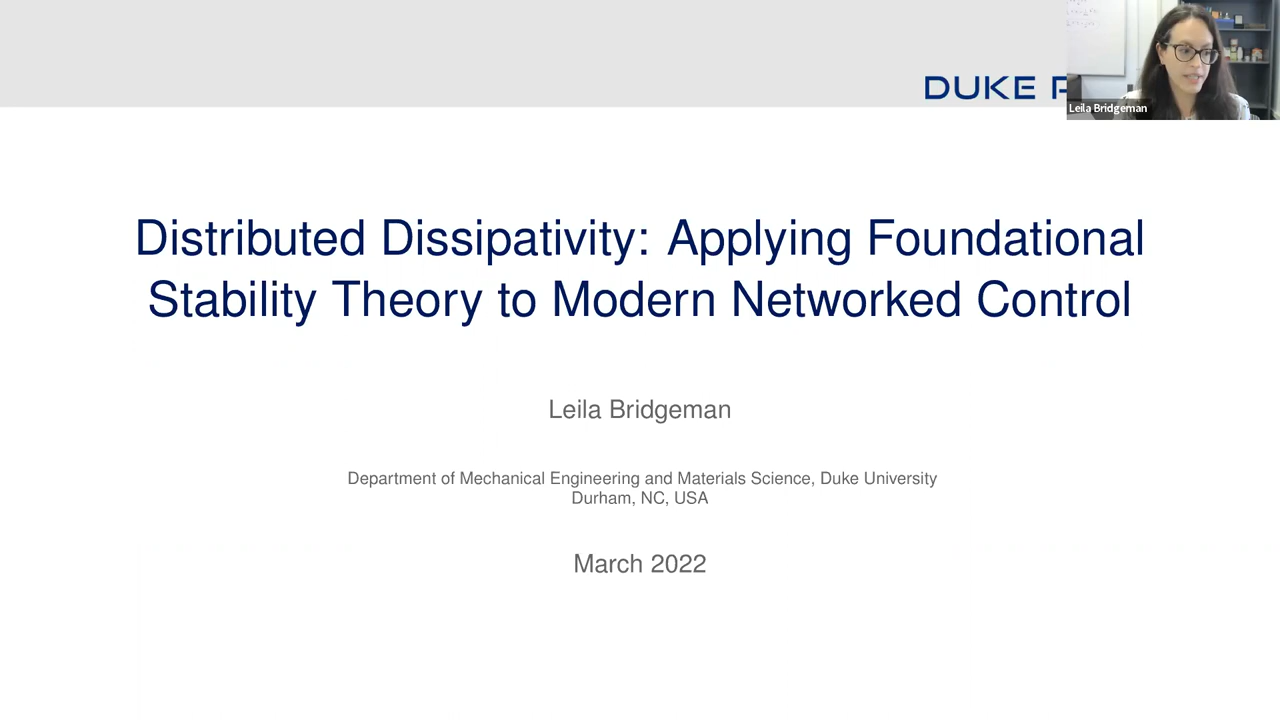 DUKE
Leila Bridgeman
Distributed Dissipativity: Applying Foundational
Stability Theory to Modern Networked Control
Leila Bridgeman
Department of Mechanical Engineering and Materials Science, Duke University
Durham, NC, USA
March 2022